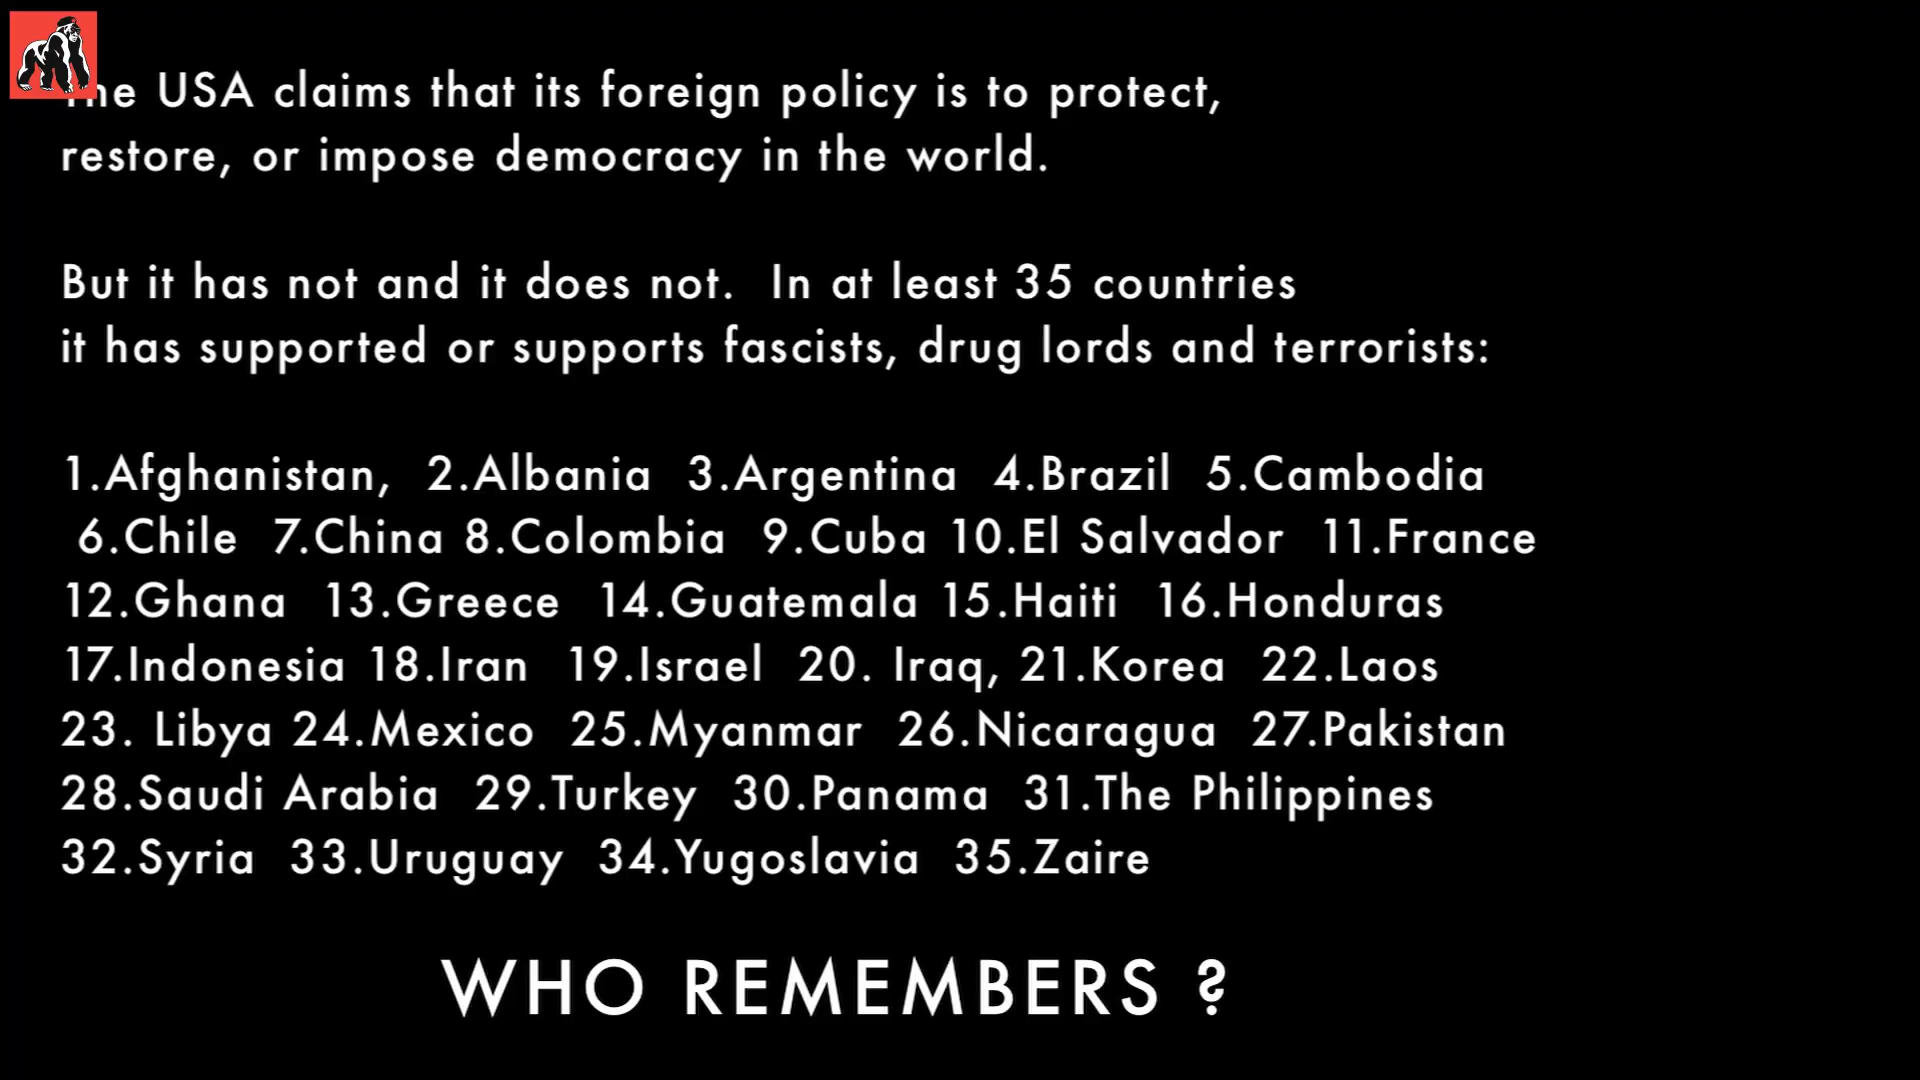 The USA claims that its foreign policy is to protect,
restore, or impose democracy in the world.
But it has not and it does not. In at least 35 countries
it has supported or supports fascists, drug lords and terrorists:
1.Afghanistan, 2.Albania 3.Argentina 4.Brazil 5.Cambodia
6.Chile 7.China 8.Colombia 9.Cuba 10.El Salvador 11.France
12.Ghana 13.Greece 14.Guatemala 15.Haiti 16.Honduras
17.Indonesia 18.Iran 19.Israel 20. Iraq, 21.Korea 22.Laos
23. Libya 24.Mexico 25.Myanmar 26.Nicaragua 27.Pakistan
28.Saudi Arabia 29.Turkey 30.Panama 31.The Philippines
32.Syria 33.Uruguay 34.Yugoslavia 35.Zaire
WHO REMEMBERS ?